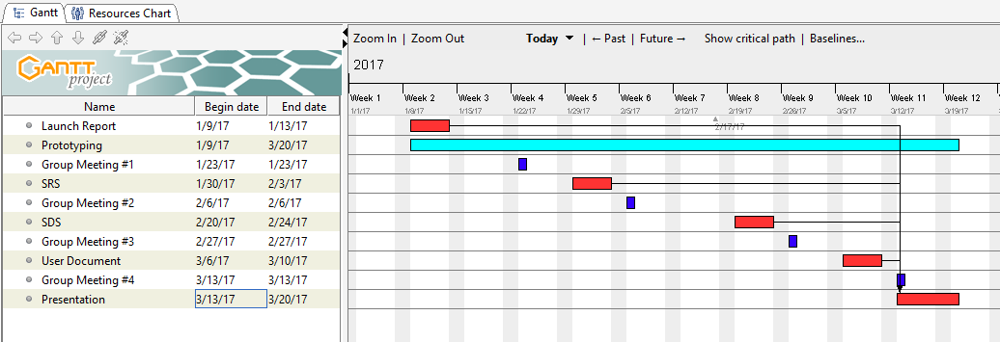 Gantt Resources Chart
Zoom In | Zoom Out Today | ← Past | Future → Show critical path | Baselines...
GANTT
project
2017
Name Begin date End date
Week 1 Week 2 Week 3 Week 4 Week 5 Week 6 Week 7 Week 8 Week 9 Week 10 Week 11 Week 12
1/1/17 1/8/17 1/15/17 1/22/17 1/29/17 2/5/17 2/12/17 2/19/17 2/26/17 3/5/17 3/12/17 3/19/17
Launch Report 1/9/17 1/13/17
2/17/17
Prototyping 1/9/17 3/20/17
Group Meeting #1 1/23/17 1/23/17
SRS 1/30/17 2/3/17
Group Meeting #2 2/6/17 2/6/17
SDS 2/20/17 2/24/17
Group Meeting #3 2/27/17 2/27/17
User Document 3/6/17 3/10/17
Group Meeting #4 3/13/17 3/13/17
Presentation 3/13/17 3/20/17